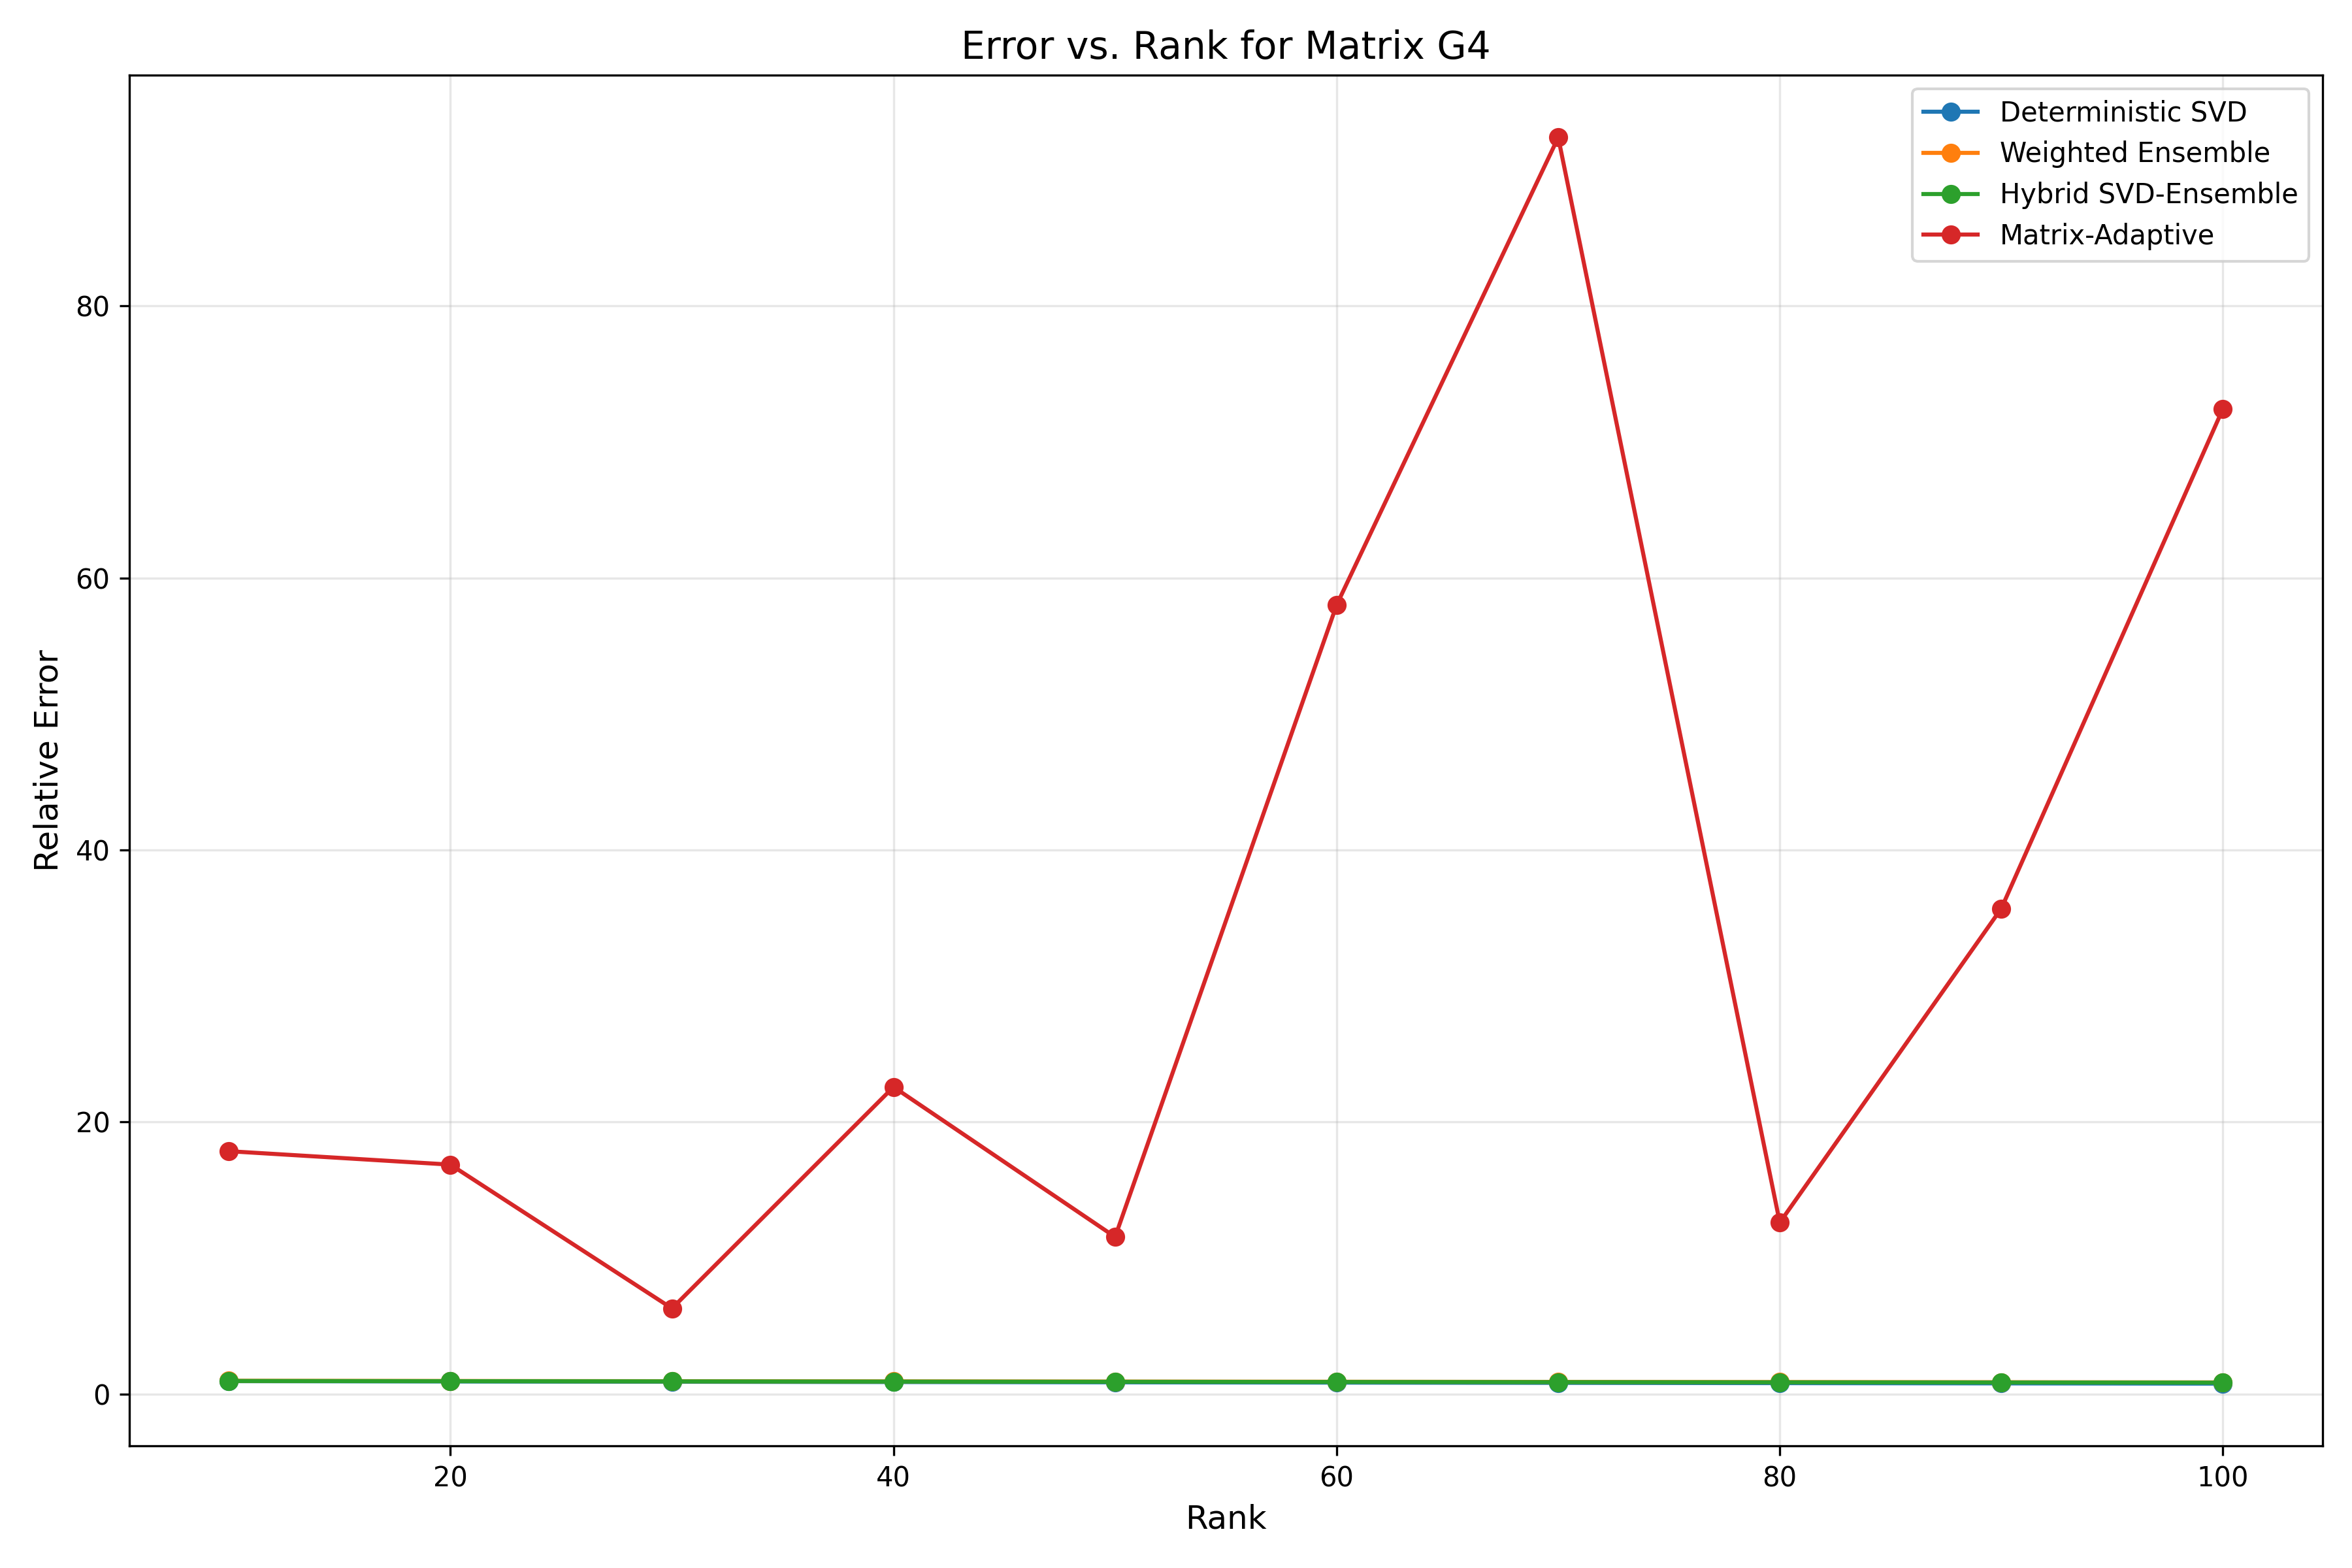 Error vs. Rank for Matrix G4
Deterministic SVD
Weighted Ensemble
Hybrid SVD-Ensemble
Matrix-Adaptive
Relative Error
80
60
40
20
0
20 40 60 80 100
Rank